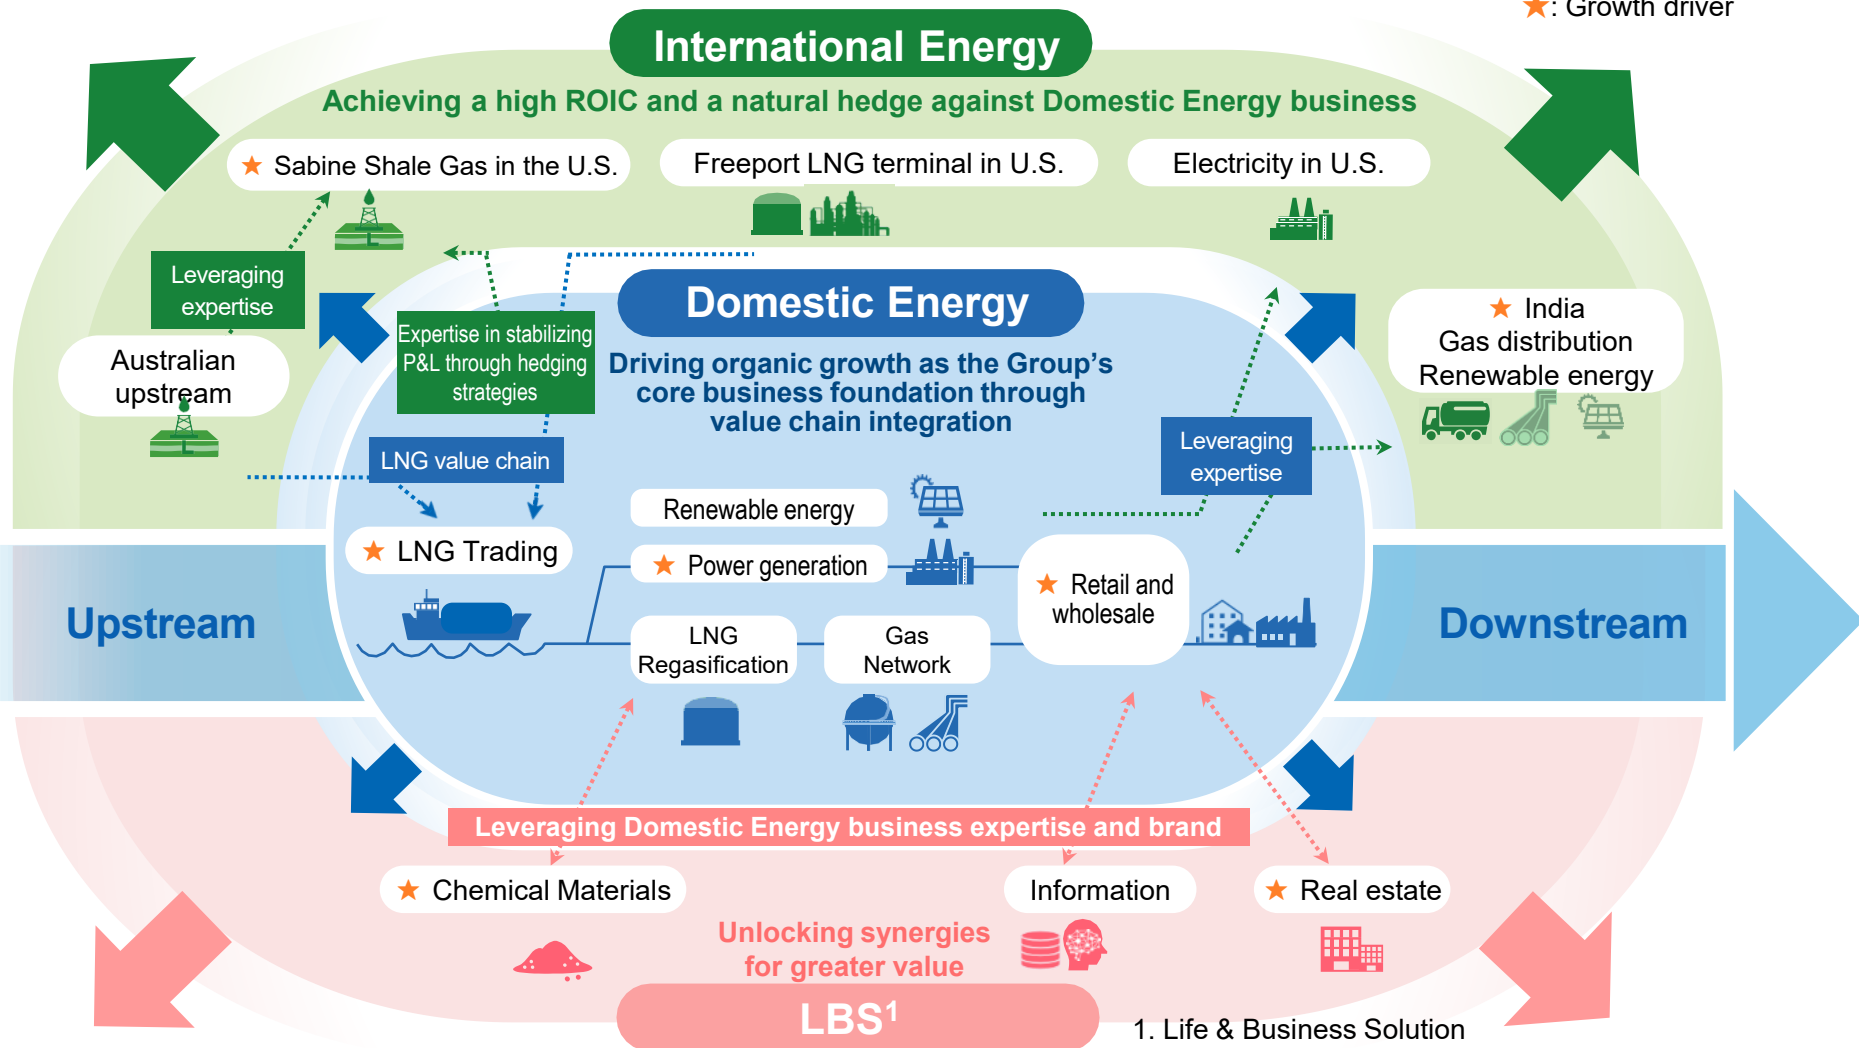 ★: Growth driver
International Energy
Achieving a high ROIC and a natural hedge against Domestic Energy business
★ Sabine Shale Gas in the U.S.
Freeport LNG terminal in U.S.
Electricity in U.S.
Leveraging
expertise
Australian
upstream
Expertise in stabilizing
P&L through hedging
strategies
Domestic Energy
Driving organic growth as the Group’s
core business foundation through
value chain integration
★ India
Gas distribution
Renewable energy
LNG value chain
Leveraging
expertise
Renewable energy
★ LNG Trading
★ Power generation
★ Retail and
wholesale
Upstream
LNG
Regasification
Gas
Network
Downstream
Leveraging Domestic Energy business expertise and brand
★ Chemical Materials
Information
★ Real estate
Unlocking synergies
for greater value
LBS¹
1. Life & Business Solution